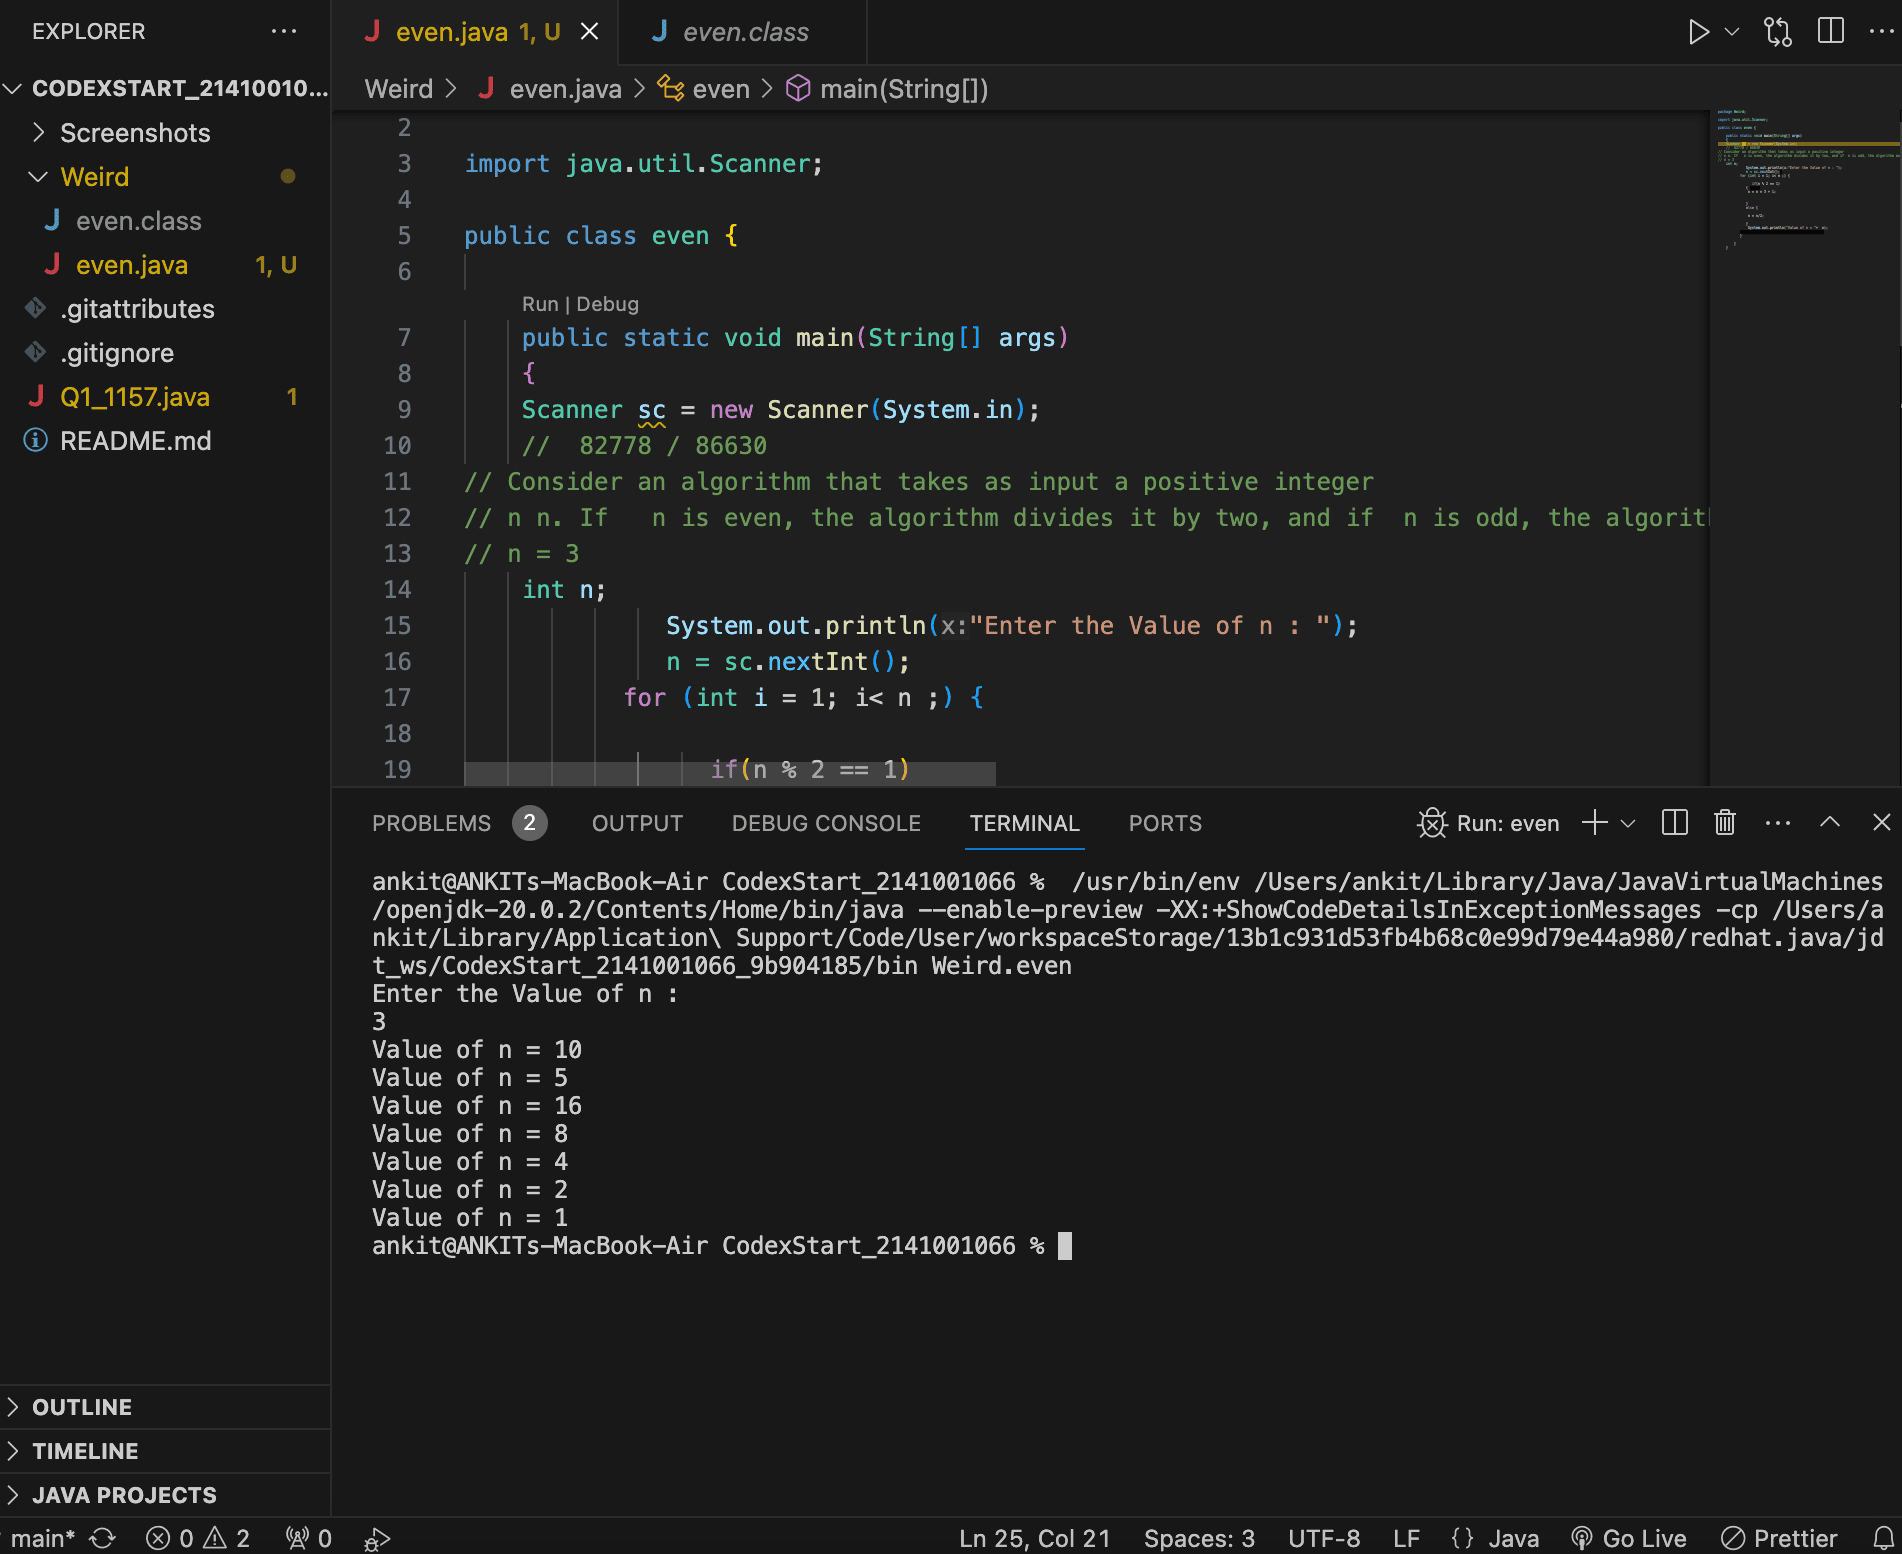 EXPLORER
CODEXSTART_21410010...
Screenshots
Weird
even.class
even.java 1, U
.gitattributes
.gitignore
Q1_1157.java 1
README.md
OUTLINE
TIMELINE
JAVA PROJECTS
even.java 1, U
even.class
Weird > even.java > even > main(String[])
2
3 import java.util.Scanner;
4
5 public class even {
6
Run | Debug
7 public static void main(String[] args)
8 {
9 Scanner sc = new Scanner(System.in);
10 //  82778 / 86630
11 // Consider an algorithm that takes as input a positive integer
12 // n n. If   n is even, the algorithm divides it by two, and if  n is odd, the algorit
13 // n = 3
14 int n;
15 System.out.println(x:"Enter the Value of n : ");
16 n = sc.nextInt();
17 for (int i = 1; i< n ;) {
18
19 if(n % 2 == 1)
PROBLEMS 2 OUTPUT DEBUG CONSOLE TERMINAL PORTS Run: even
ankit@ANKITs-MacBook-Air CodexStart_2141001066 %  /usr/bin/env /Users/ankit/Library/Java/JavaVirtualMachines
/openjdk-20.0.2/Contents/Home/bin/java --enable-preview -XX:+ShowCodeDetailsInExceptionMessages -cp /Users/a
nkit/Library/Application\ Support/Code/User/workspaceStorage/13b1c931d53fb4b68c0e99d79e44a980/redhat.java/jd
t_ws/CodexStart_2141001066_9b904185/bin Weird.even
Enter the Value of n :
3
Value of n = 10
Value of n = 5
Value of n = 16
Value of n = 8
Value of n = 4
Value of n = 2
Value of n = 1
ankit@ANKITs-MacBook-Air CodexStart_2141001066 %
main* 0 2 0 Ln 25, Col 21 Spaces: 3 UTF-8 LF {} Java Go Live Prettier